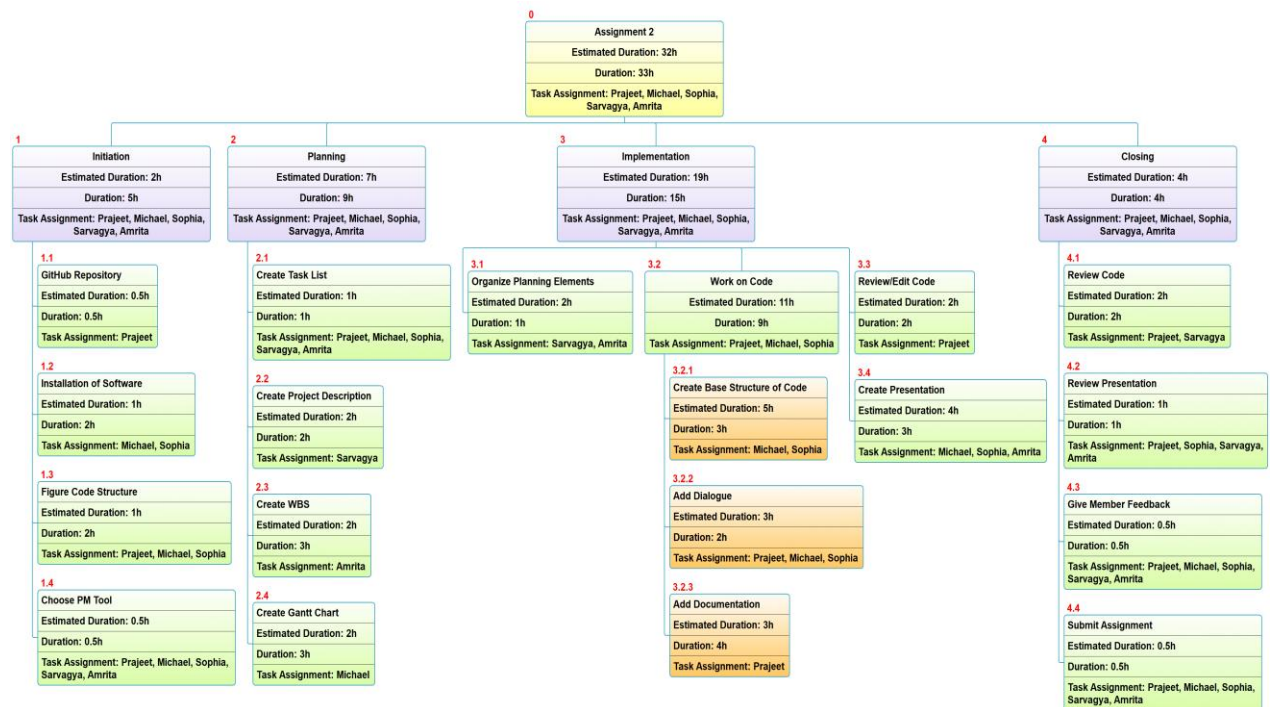 0
Assignment 2
Estimated Duration: 32h
Duration: 33h
Task Assignment: Prajeet, Michael, Sophia,
Sarvagya, Amrita
1
Initiation
Estimated Duration: 2h
Duration: 5h
Task Assignment: Prajeet, Michael, Sophia,
Sarvagya, Amrita
1.1
GitHub Repository
Estimated Duration: 0.5h
Duration: 0.5h
Task Assignment: Prajeet
1.2
Installation of Software
Estimated Duration: 1h
Duration: 2h
Task Assignment: Michael, Sophia
1.3
Figure Code Structure
Estimated Duration: 1h
Duration: 2h
Task Assignment: Prajeet, Michael, Sophia
1.4
Choose PM Tool
Estimated Duration: 0.5h
Duration: 0.5h
Task Assignment: Prajeet, Michael, Sophia,
Sarvagya, Amrita
2
Planning
Estimated Duration: 7h
Duration: 9h
Task Assignment: Prajeet, Michael, Sophia,
Sarvagya, Amrita
2.1
Create Task List
Estimated Duration: 1h
Duration: 1h
Task Assignment: Prajeet, Michael, Sophia,
Sarvagya, Amrita
2.2
Create Project Description
Estimated Duration: 2h
Duration: 2h
Task Assignment: Sarvagya
2.3
Create WBS
Estimated Duration: 2h
Duration: 3h
Task Assignment: Amrita
2.4
Create Gantt Chart
Estimated Duration: 2h
Duration: 3h
Task Assignment: Michael
3
Implementation
Estimated Duration: 19h
Duration: 15h
Task Assignment: Prajeet, Michael, Sophia,
Sarvagya, Amrita
3.1
Organize Planning Elements
Estimated Duration: 2h
Duration: 1h
Task Assignment: Sarvagya, Amrita
3.2
Work on Code
Estimated Duration: 11h
Duration: 9h
Task Assignment: Prajeet, Michael, Sophia
3.2.1
Create Base Structure of Code
Estimated Duration: 5h
Duration: 3h
Task Assignment: Michael, Sophia
3.2.2
Add Dialogue
Estimated Duration: 3h
Duration: 2h
Task Assignment: Prajeet, Michael, Sophia
3.2.3
Add Documentation
Estimated Duration: 3h
Duration: 4h
Task Assignment: Prajeet
3.3
Review/Edit Code
Estimated Duration: 2h
Duration: 2h
Task Assignment: Prajeet
3.4
Create Presentation
Estimated Duration: 4h
Duration: 3h
Task Assignment: Michael, Sophia, Amrita
4
Closing
Estimated Duration: 4h
Duration: 4h
Task Assignment: Prajeet, Michael, Sophia,
Sarvagya, Amrita
4.1
Review Code
Estimated Duration: 2h
Duration: 2h
Task Assignment: Prajeet, Sarvagya
4.2
Review Presentation
Estimated Duration: 1h
Duration: 1h
Task Assignment: Prajeet, Sophia, Sarvagya,
Amrita
4.3
Give Member Feedback
Estimated Duration: 0.5h
Duration: 0.5h
Task Assignment: Prajeet, Michael, Sophia,
Sarvagya, Amrita
4.4
Submit Assignment
Estimated Duration: 0.5h
Duration: 0.5h
Task Assignment: Prajeet, Michael, Sophia,
Sarvagya, Amrita